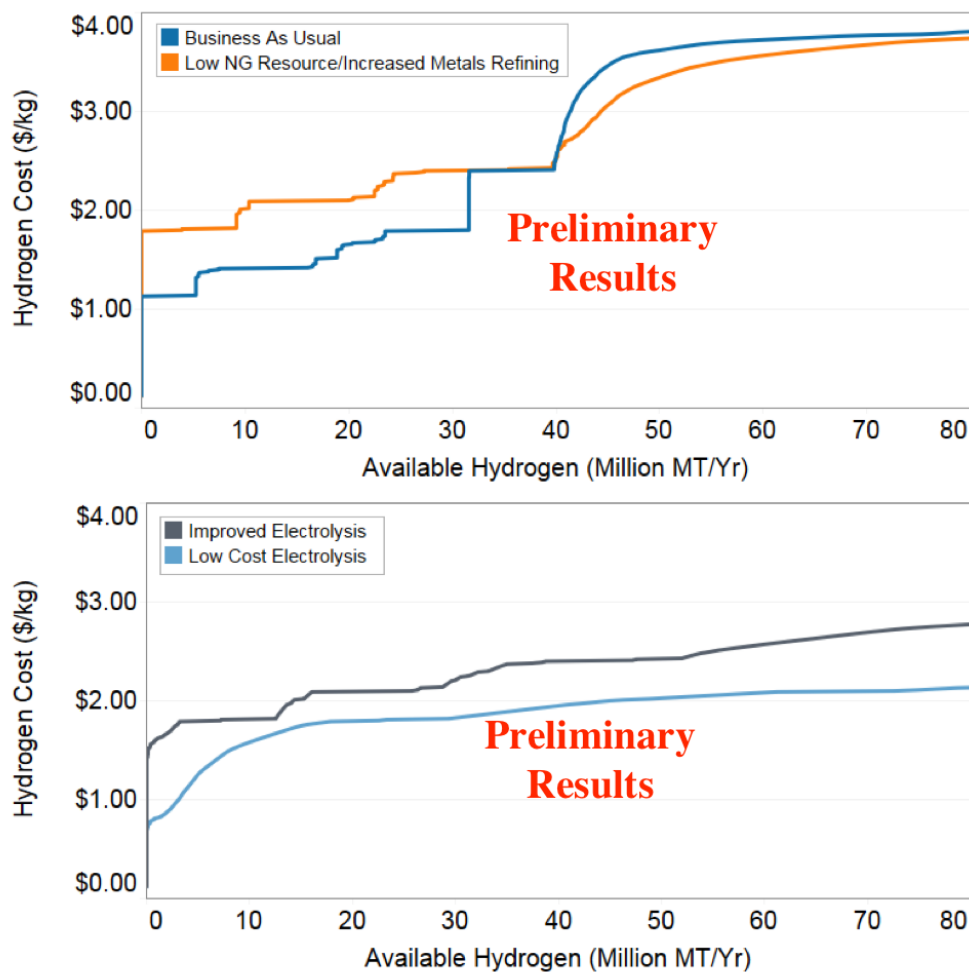 $4.00
Business As Usual
Low NG Resource/Increased Metals Refining
$3.00
Hydrogen Cost ($/kg)
$2.00
Preliminary
Results
$1.00
$0.00
0 10 20 30 40 50 60 70 80
Available Hydrogen (Million MT/Yr)
$4.00
Improved Electrolysis
Low Cost Electrolysis
$3.00
Hydrogen Cost ($/kg)
$2.00
Preliminary
Results
$1.00
$0.00
0 10 20 30 40 50 60 70 80
Available Hydrogen (Million MT/Yr)